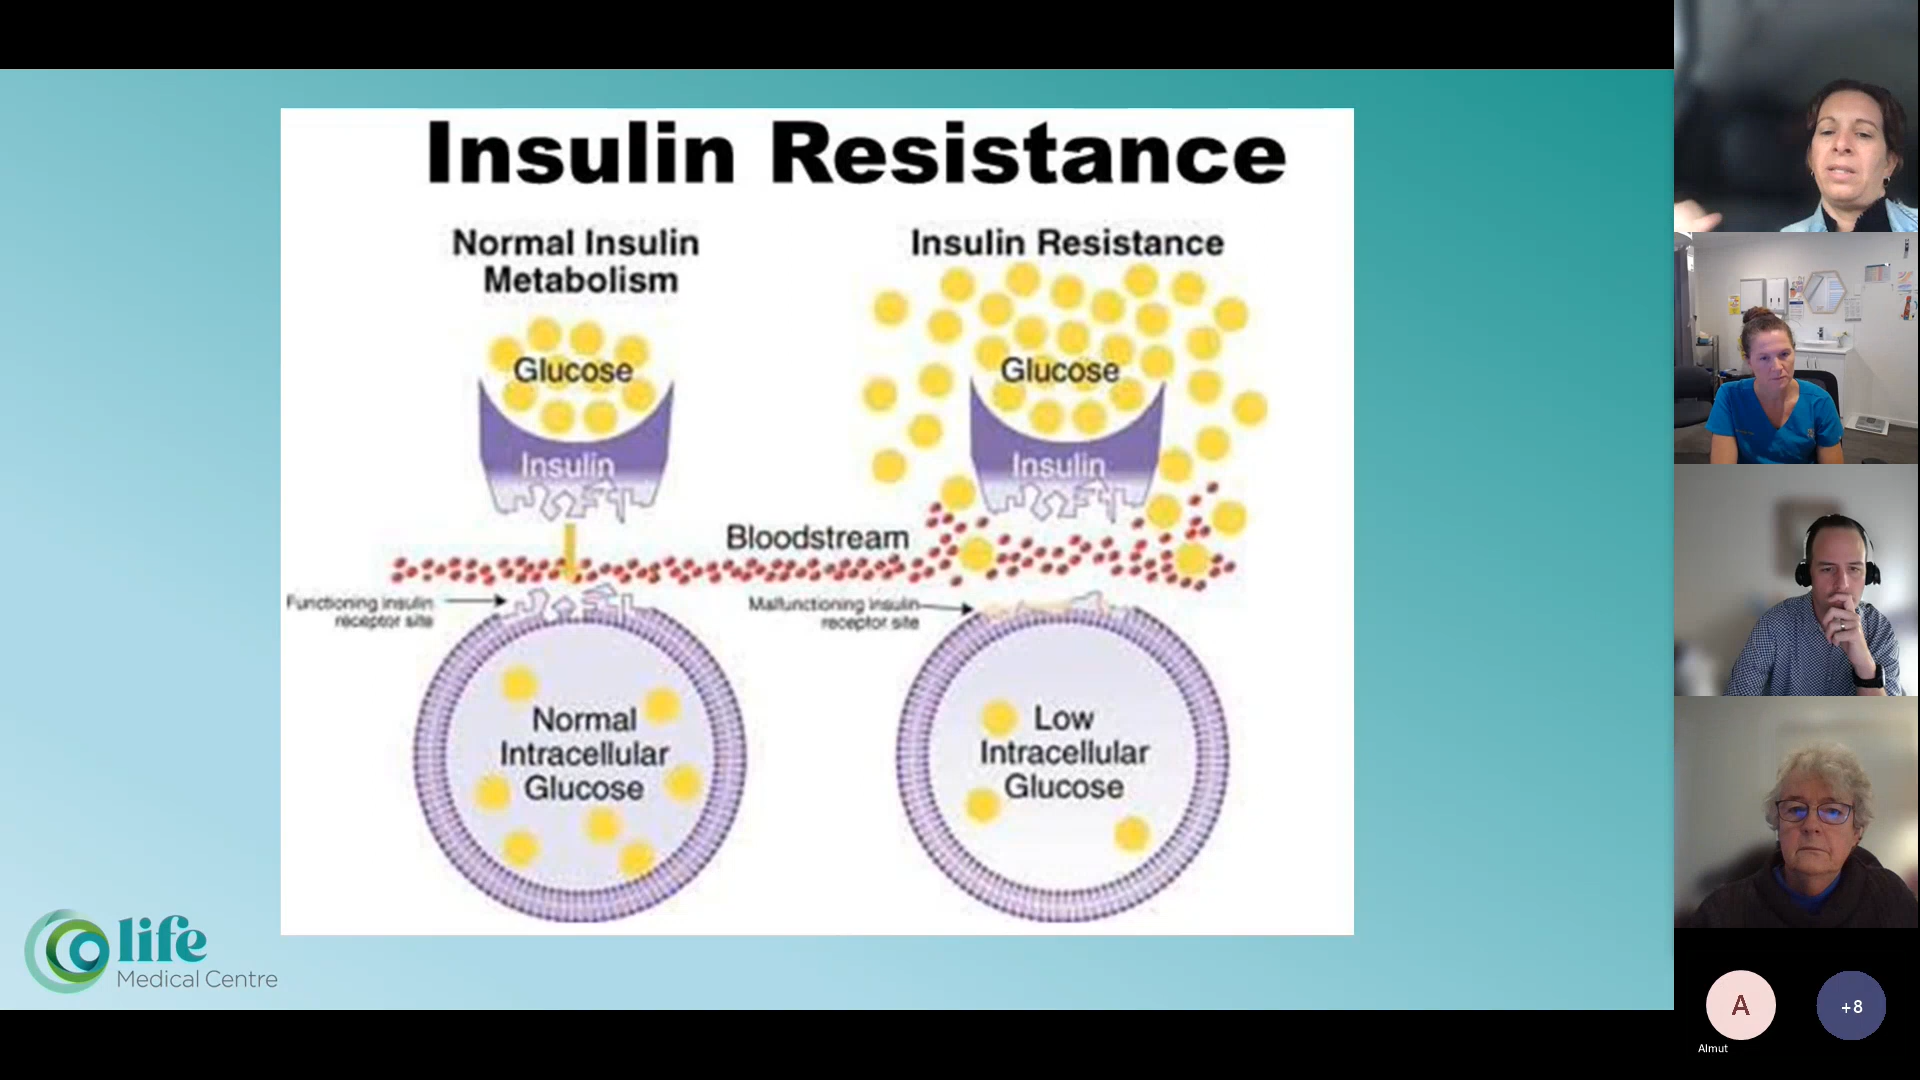 Insulin Resistance
Normal Insulin
Metabolism
Glucose
Insulin
Insulin Resistance
Glucose
Insulin
Bloodstream
Functioning insulin
receptor site
Malfunctioning insulin
receptor site
Normal
Intracellular
Glucose
Low
Intracellular
Glucose
life
Medical Centre
A
Almut
+8